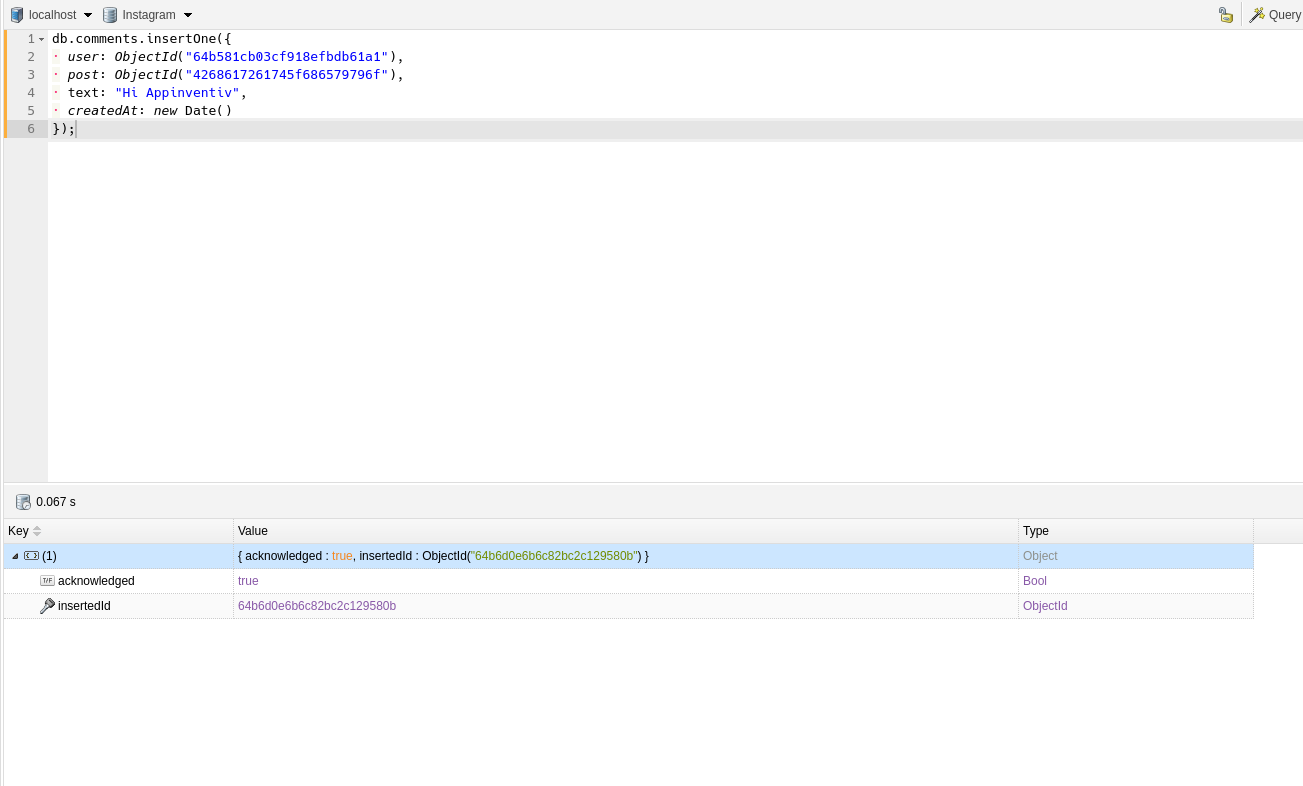 localhost Instagram Query
1 db.comments.insertOne({
2 user: ObjectId("64b581cb03cf918efbdb61a1"),
3 post: ObjectId("4268617261745f686579796f"),
4 text: "Hi Appinventiv",
5 createdAt: new Date()
6 });
0.067 s
Key Value Type
(1) { acknowledged : true, insertedId : ObjectId("64b6d0e6b6c82bc2c129580b") } Object
T/F acknowledged true Bool
insertedId 64b6d0e6b6c82bc2c129580b ObjectId